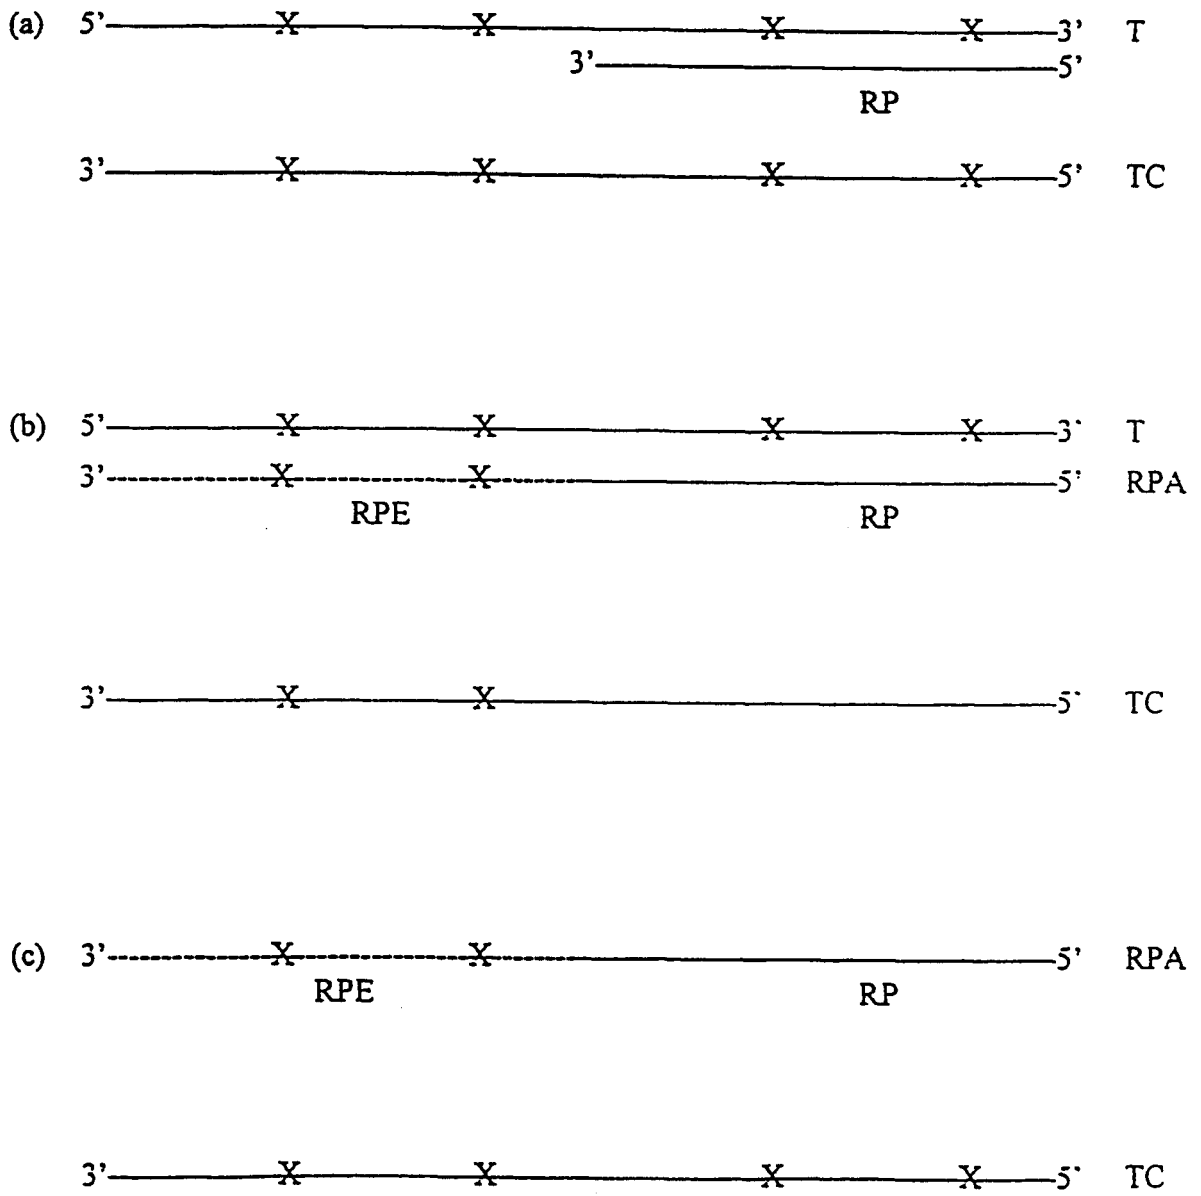 (a) 5' X X X X 3' T
3' 5'
RP
3' X X X X 5' TC
(b) 5' X X X X 3' T
3' X X 5' RPA
RPE RP
3' X X 5' TC
(c) 3' X X 5' RPA
RPE RP
3' X X X X 5' TC